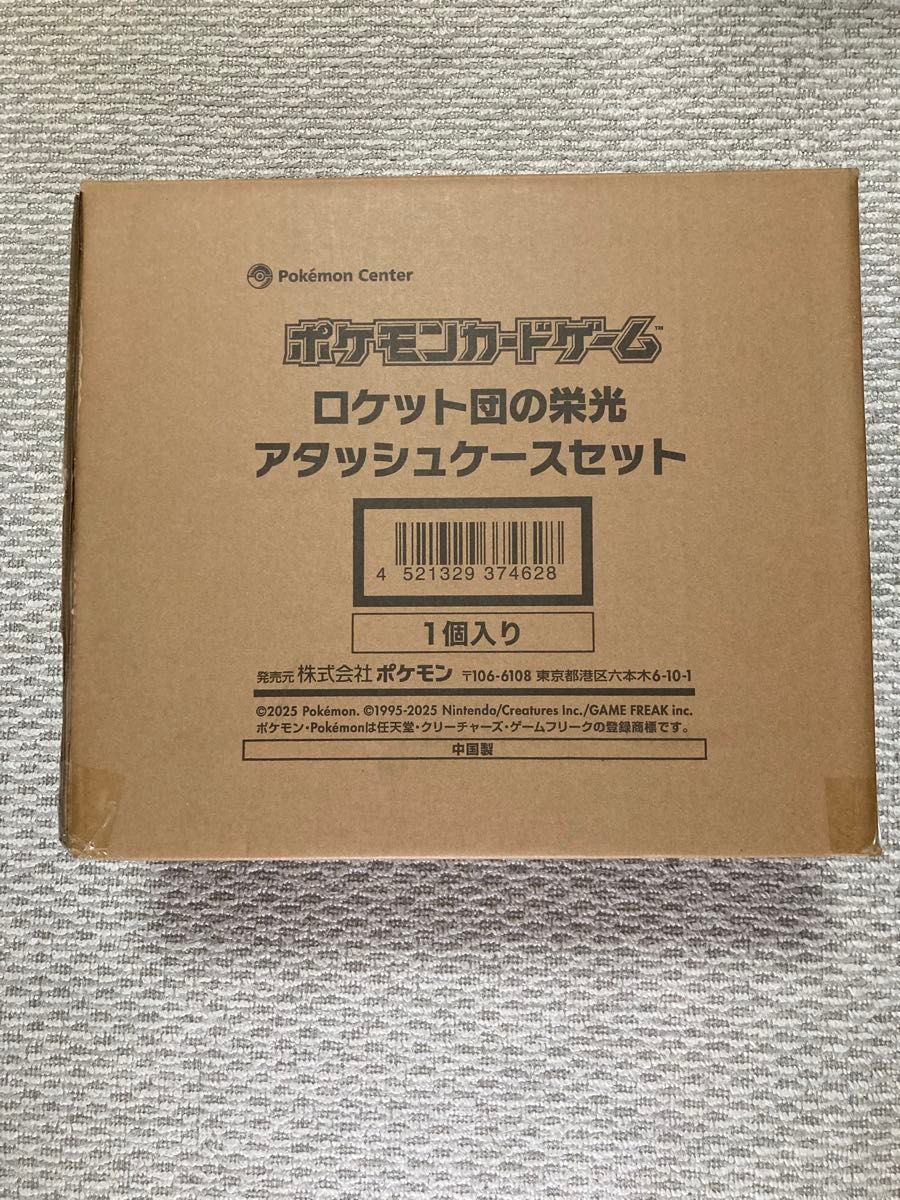 Pokémon Center
ポケモンカードゲーム™
ロケット団の栄光
アタッシュケースセット
4 521329 374628
1個入り
発売元 株式会社 ポケモン 〒106-6108 東京都港区六本木6-10-1
©2025 Pokémon. ©1995-2025 Nintendo/Creatures Inc./GAME FREAK inc.
ポケモン・Pokémonは任天堂・クリーチャーズ・ゲームフリークの登録商標です。
中国製